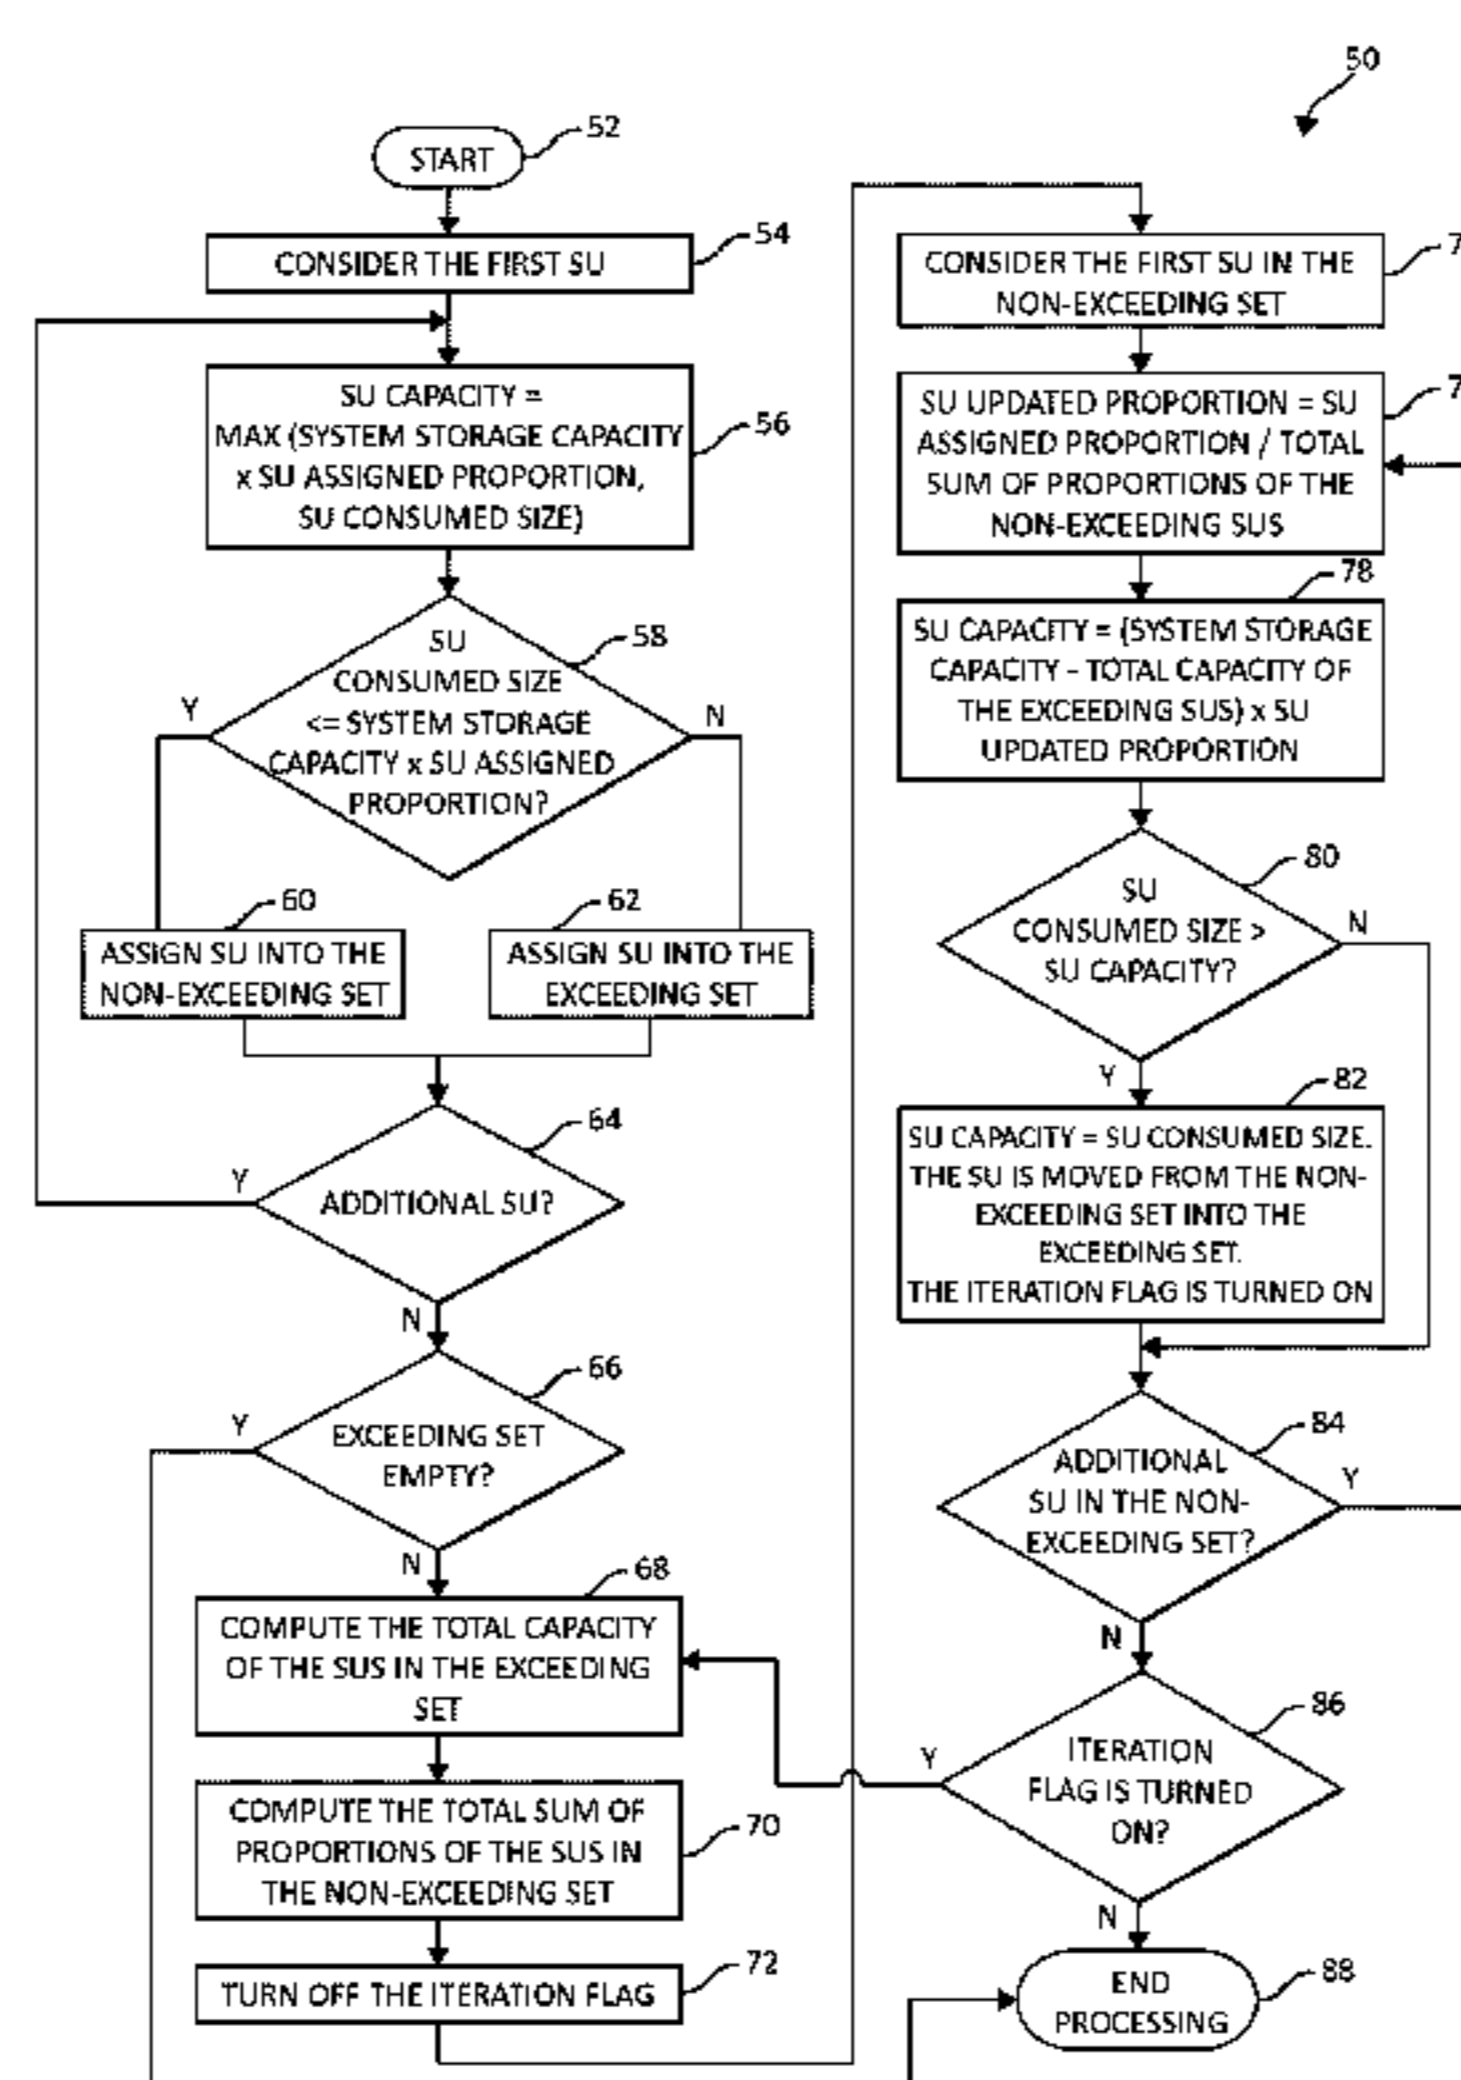 50
START
52
CONSIDER THE FIRST SU
54
SU CAPACITY =
MAX (SYSTEM STORAGE CAPACITY
x SU ASSIGNED PROPORTION,
SU CONSUMED SIZE)
56
SU
CONSUMED SIZE
<= SYSTEM STORAGE
CAPACITY x SU ASSIGNED
PROPORTION?
58
Y
N
ASSIGN SU INTO THE
NON-EXCEEDING SET
60
ASSIGN SU INTO THE
EXCEEDING SET
62
ADDITIONAL SU?
64
Y
N
EXCEEDING SET
EMPTY?
66
Y
N
COMPUTE THE TOTAL CAPACITY
OF THE SUS IN THE EXCEEDING
SET
68
COMPUTE THE TOTAL SUM OF
PROPORTIONS OF THE SUS IN
THE NON-EXCEEDING SET
70
TURN OFF THE ITERATION FLAG
72
CONSIDER THE FIRST SU IN THE
NON-EXCEEDING SET
7
SU UPDATED PROPORTION = SU
ASSIGNED PROPORTION / TOTAL
SUM OF PROPORTIONS OF THE
NON-EXCEEDING SUS
7
SU CAPACITY = (SYSTEM STORAGE
CAPACITY - TOTAL CAPACITY OF
THE EXCEEDING SUS) x SU
UPDATED PROPORTION
78
SU
CONSUMED SIZE >
SU CAPACITY?
80
N
Y
SU CAPACITY = SU CONSUMED SIZE.
THE SU IS MOVED FROM THE NON-
EXCEEDING SET INTO THE
EXCEEDING SET.
THE ITERATION FLAG IS TURNED ON
82
ADDITIONAL
SU IN THE NON-
EXCEEDING SET?
84
Y
N
ITERATION
FLAG IS TURNED
ON?
86
Y
N
END
PROCESSING
88